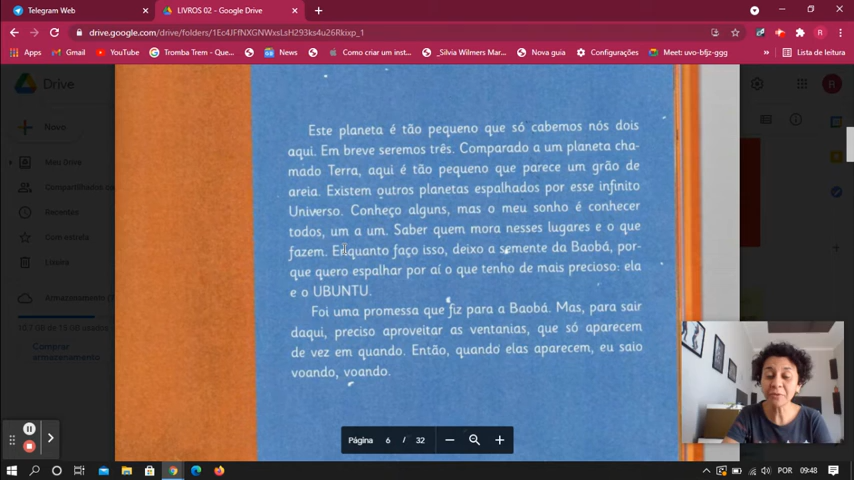 Telegram Web
LIVROS 02 - Google Drive
drive.google.com/drive/folders/1Ec4JFfNXGNWxsLsH293ks4u26Rkixp_1
Apps
Gmail
YouTube
Tromba Trem - Quint...
News
Como criar um inst...
_Silvia Wilmers Mar...
Nova guia
Configurações
Meet: uvo-bfjz-ggg
Lista de leitura
Drive
Novo
Meu Drive
Compartilhados
Recentes
Com estrela
Lixeira
Armazenamento
Comprar
armazenamento
R
Este planeta é tão pequeno que só cabemos nós dois
aqui. Em breve seremos três. Comparado a um planeta cha-
mado Terra, aqui é tão pequeno que parece um grão de
areia. Existem outros planetas espalhados por esse infinito
Universo. Conheço alguns, mas o meu sonho é conhecer
todos, um a um. Saber quem mora nesses lugares e o que
fazem. Enquanto faço isso, deixo a semente da Baobá, por-
que quero espalhar por aí o que tenho de mais precioso: ela
e o UBUNTU.
Foi uma promessa que fiz para a Baobá. Mas, para sair
daqui, preciso aproveitar as ventanias, que só aparecem
de vez em quando. Então, quando elas aparecem, eu saio
voando, voando.
Página 6 / 32
POR 09:48